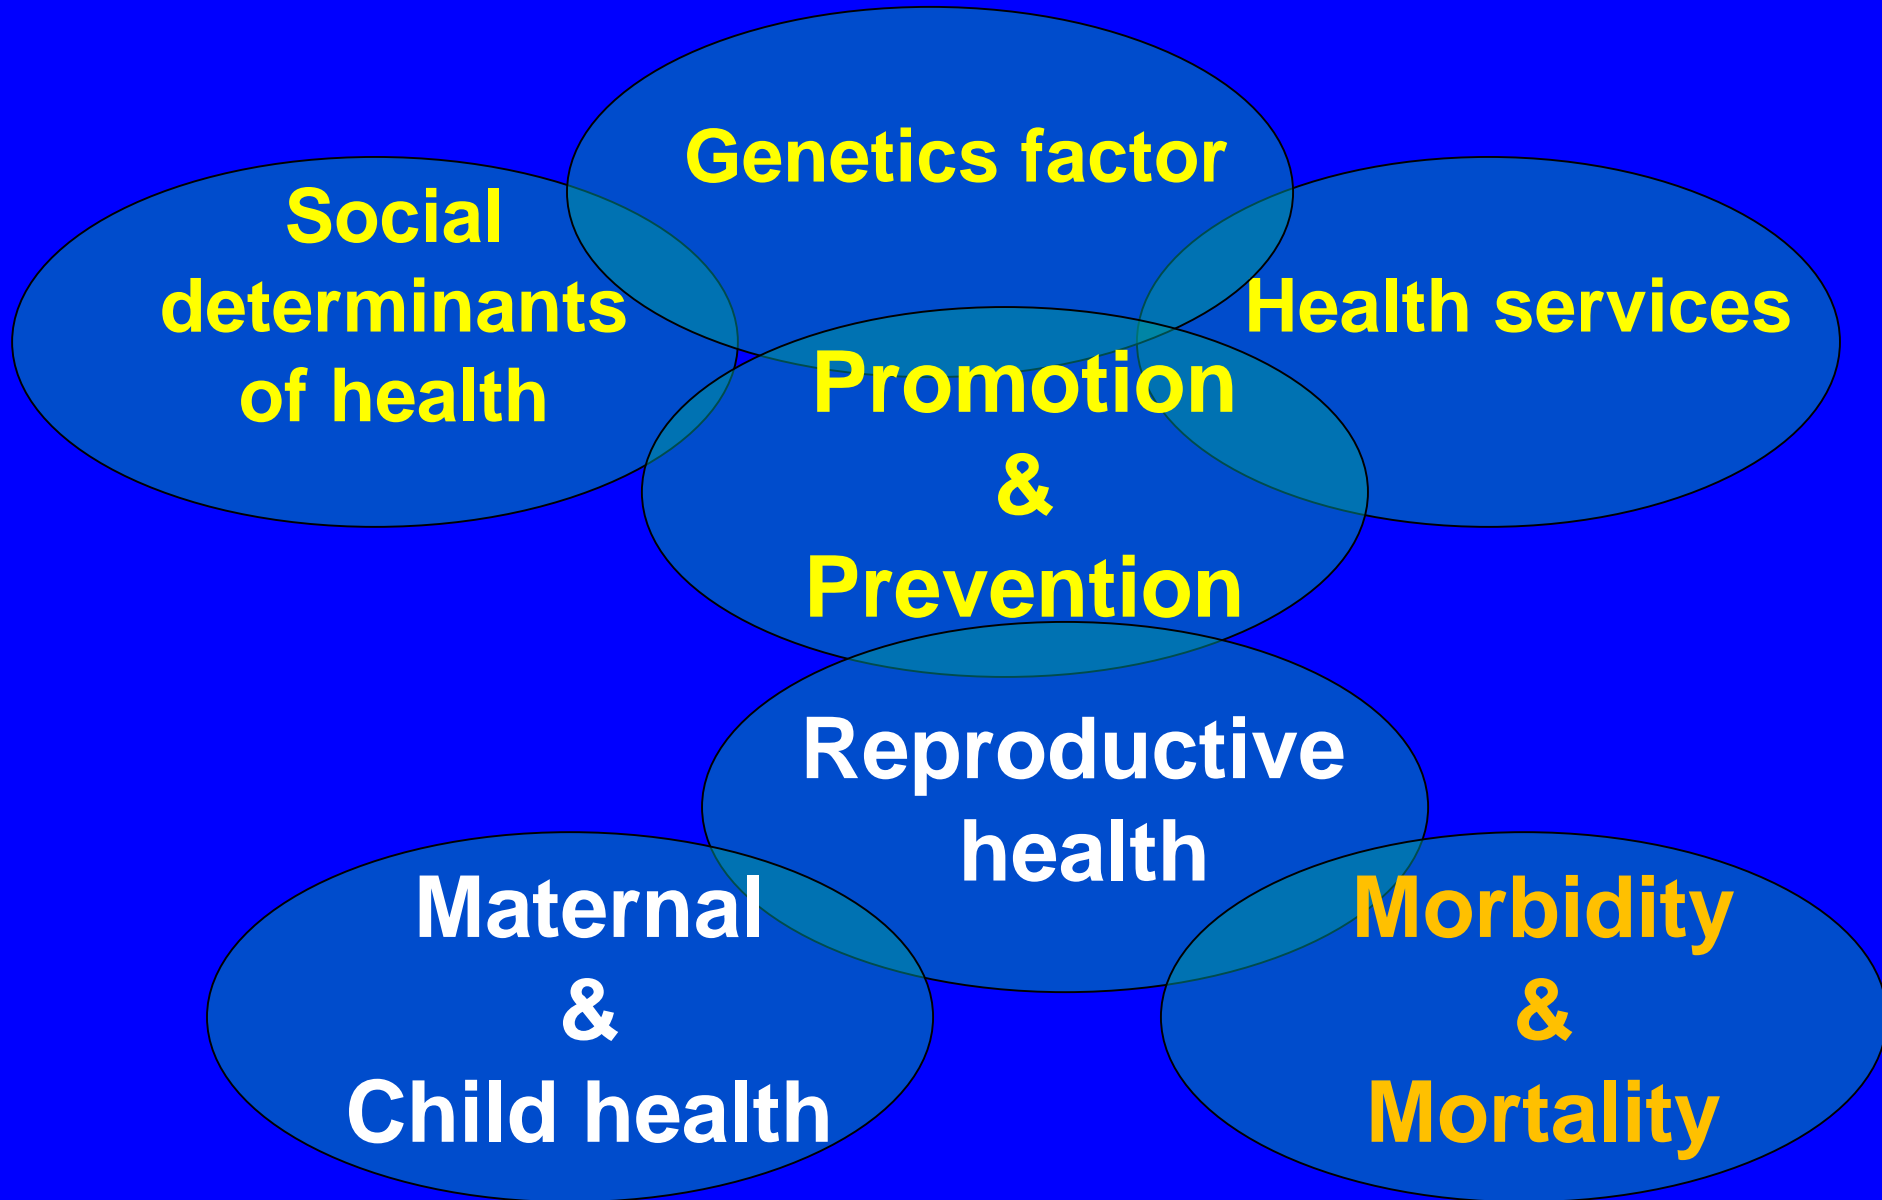 Genetics factor
Social
determinants
of health
Health services
Promotion
&
Prevention
Reproductive
health
Maternal
&
Child health
Morbidity
&
Mortality